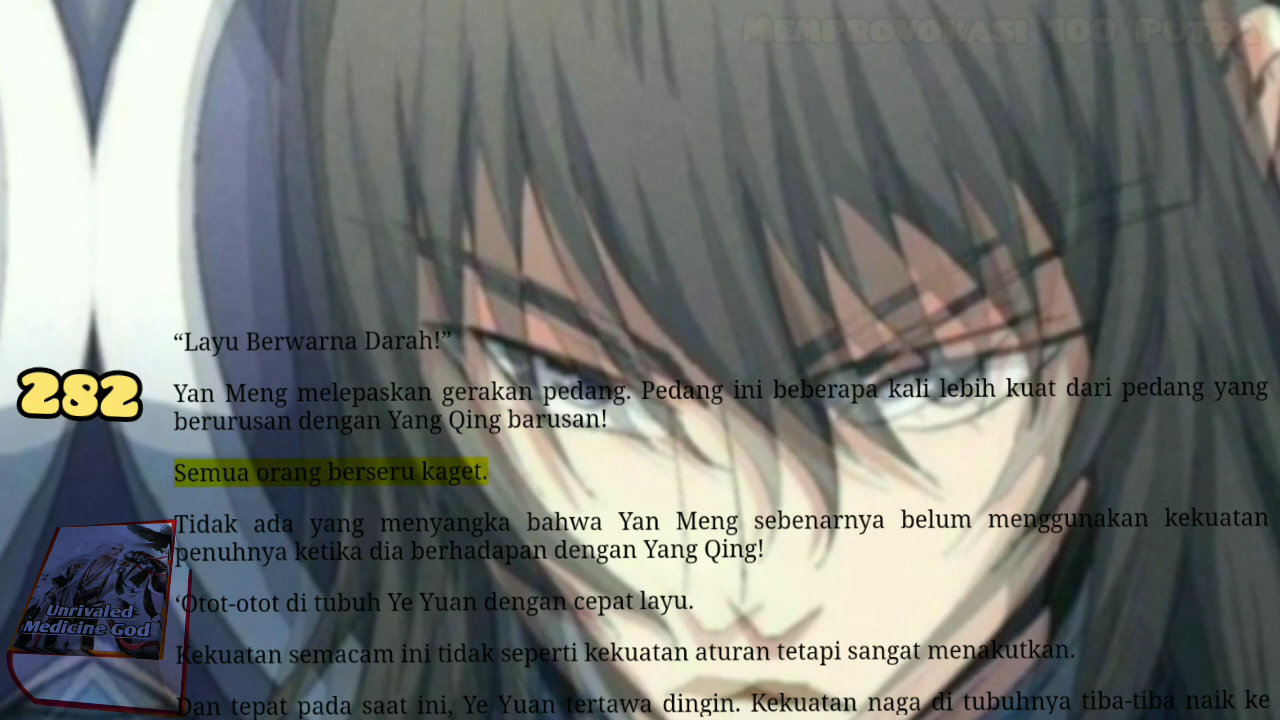 MEMPROVOKASI 100
“Layu Berwarna Darah!”
Yan Meng melepaskan gerakan pedang. Pedang ini beberapa kali lebih kuat dari pedang yang
berurusan dengan Yang Qing barusan!
282
Semua orang berseru kaget.
Tidak ada yang menyangka bahwa Yan Meng sebenarnya belum menggunakan kekuatan
penuhnya ketika dia berhadapan dengan Yang Qing!
‘Otot-otot di tubuh Ye Yuan dengan cepat layu.
Unrivaled
Medicine God
Kekuatan semacam ini tidak seperti kekuatan aturan tetapi sangat menakutkan.
Dan tepat pada saat ini, Ye Yuan tertawa dingin. Kekuatan naga di tubuhnya tiba-tiba naik ke